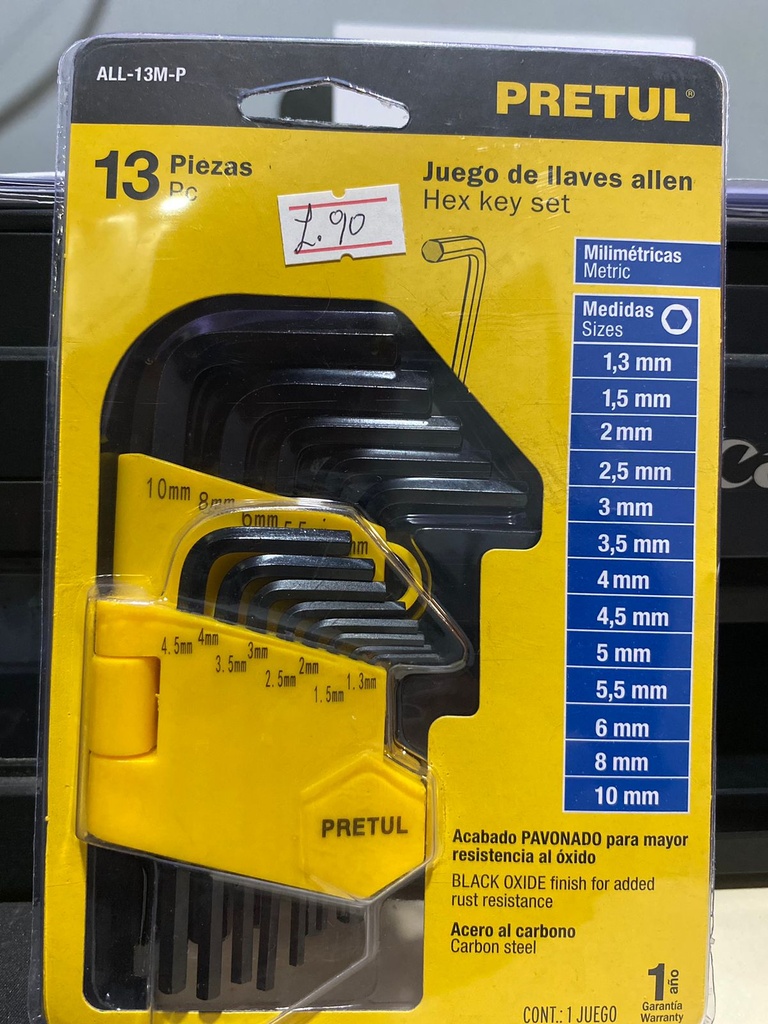 ALL-13M-P
PRETUL®
13 Piezas
Pc
Juego de llaves allen
Hex key set
L.90
Milimétricas
Metric
Medidas
Sizes
1,3 mm
1,5 mm
2 mm
2,5 mm
3 mm
3,5 mm
4 mm
4,5 mm
5 mm
5,5 mm
6 mm
8 mm
10 mm
10mm
8mm
6mm
4.5mm
4mm
3.5mm
3mm
2.5mm
2mm
1.5mm
1.3mm
PRETUL
Acabado PAVONADO para mayor
resistencia al óxido
BLACK OXIDE finish for added
rust resistance
Acero al carbono
Carbon steel
1 año
Garantía
Warranty
CONT.: 1 JUEGO